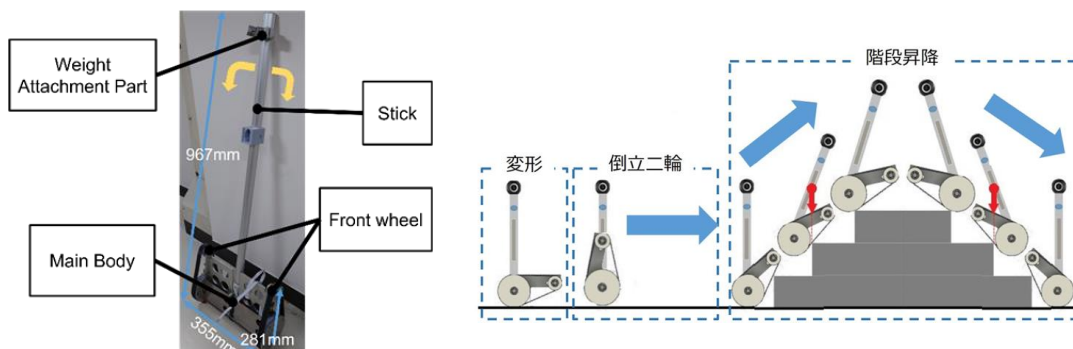 Weight
Attachment Part
Stick
967mm
Front wheel
Main Body
355mm
281mm
変形
倒立二輪
階段昇降